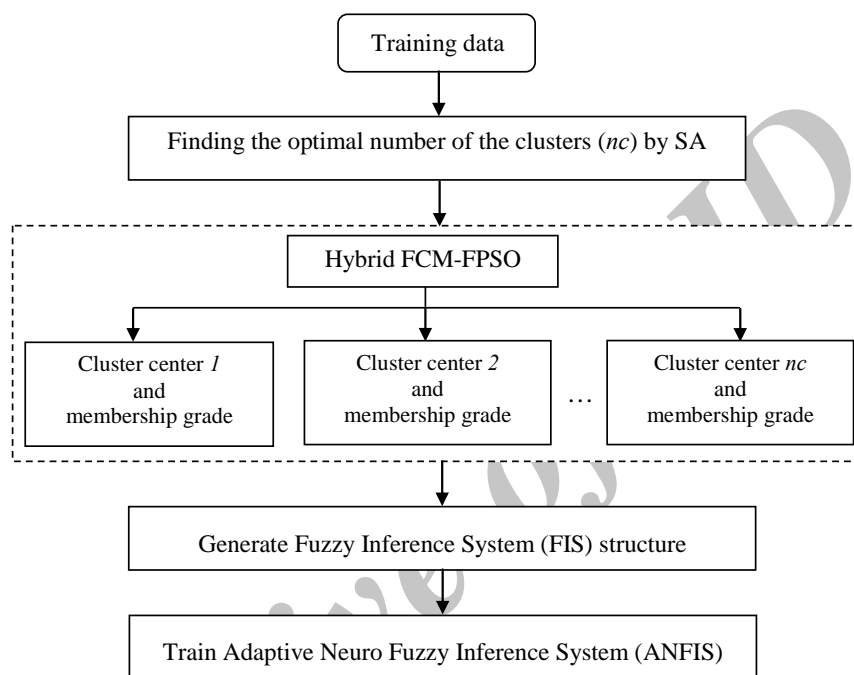 Training data
Finding the optimal number of the clusters (nc) by SA
Hybrid FCM-FPSO
Cluster center 1
and
membership grade
Cluster center 2
and
membership grade
…
Cluster center nc
and
membership grade
Generate Fuzzy Inference System (FIS) structure
Train Adaptive Neuro Fuzzy Inference System (ANFIS)